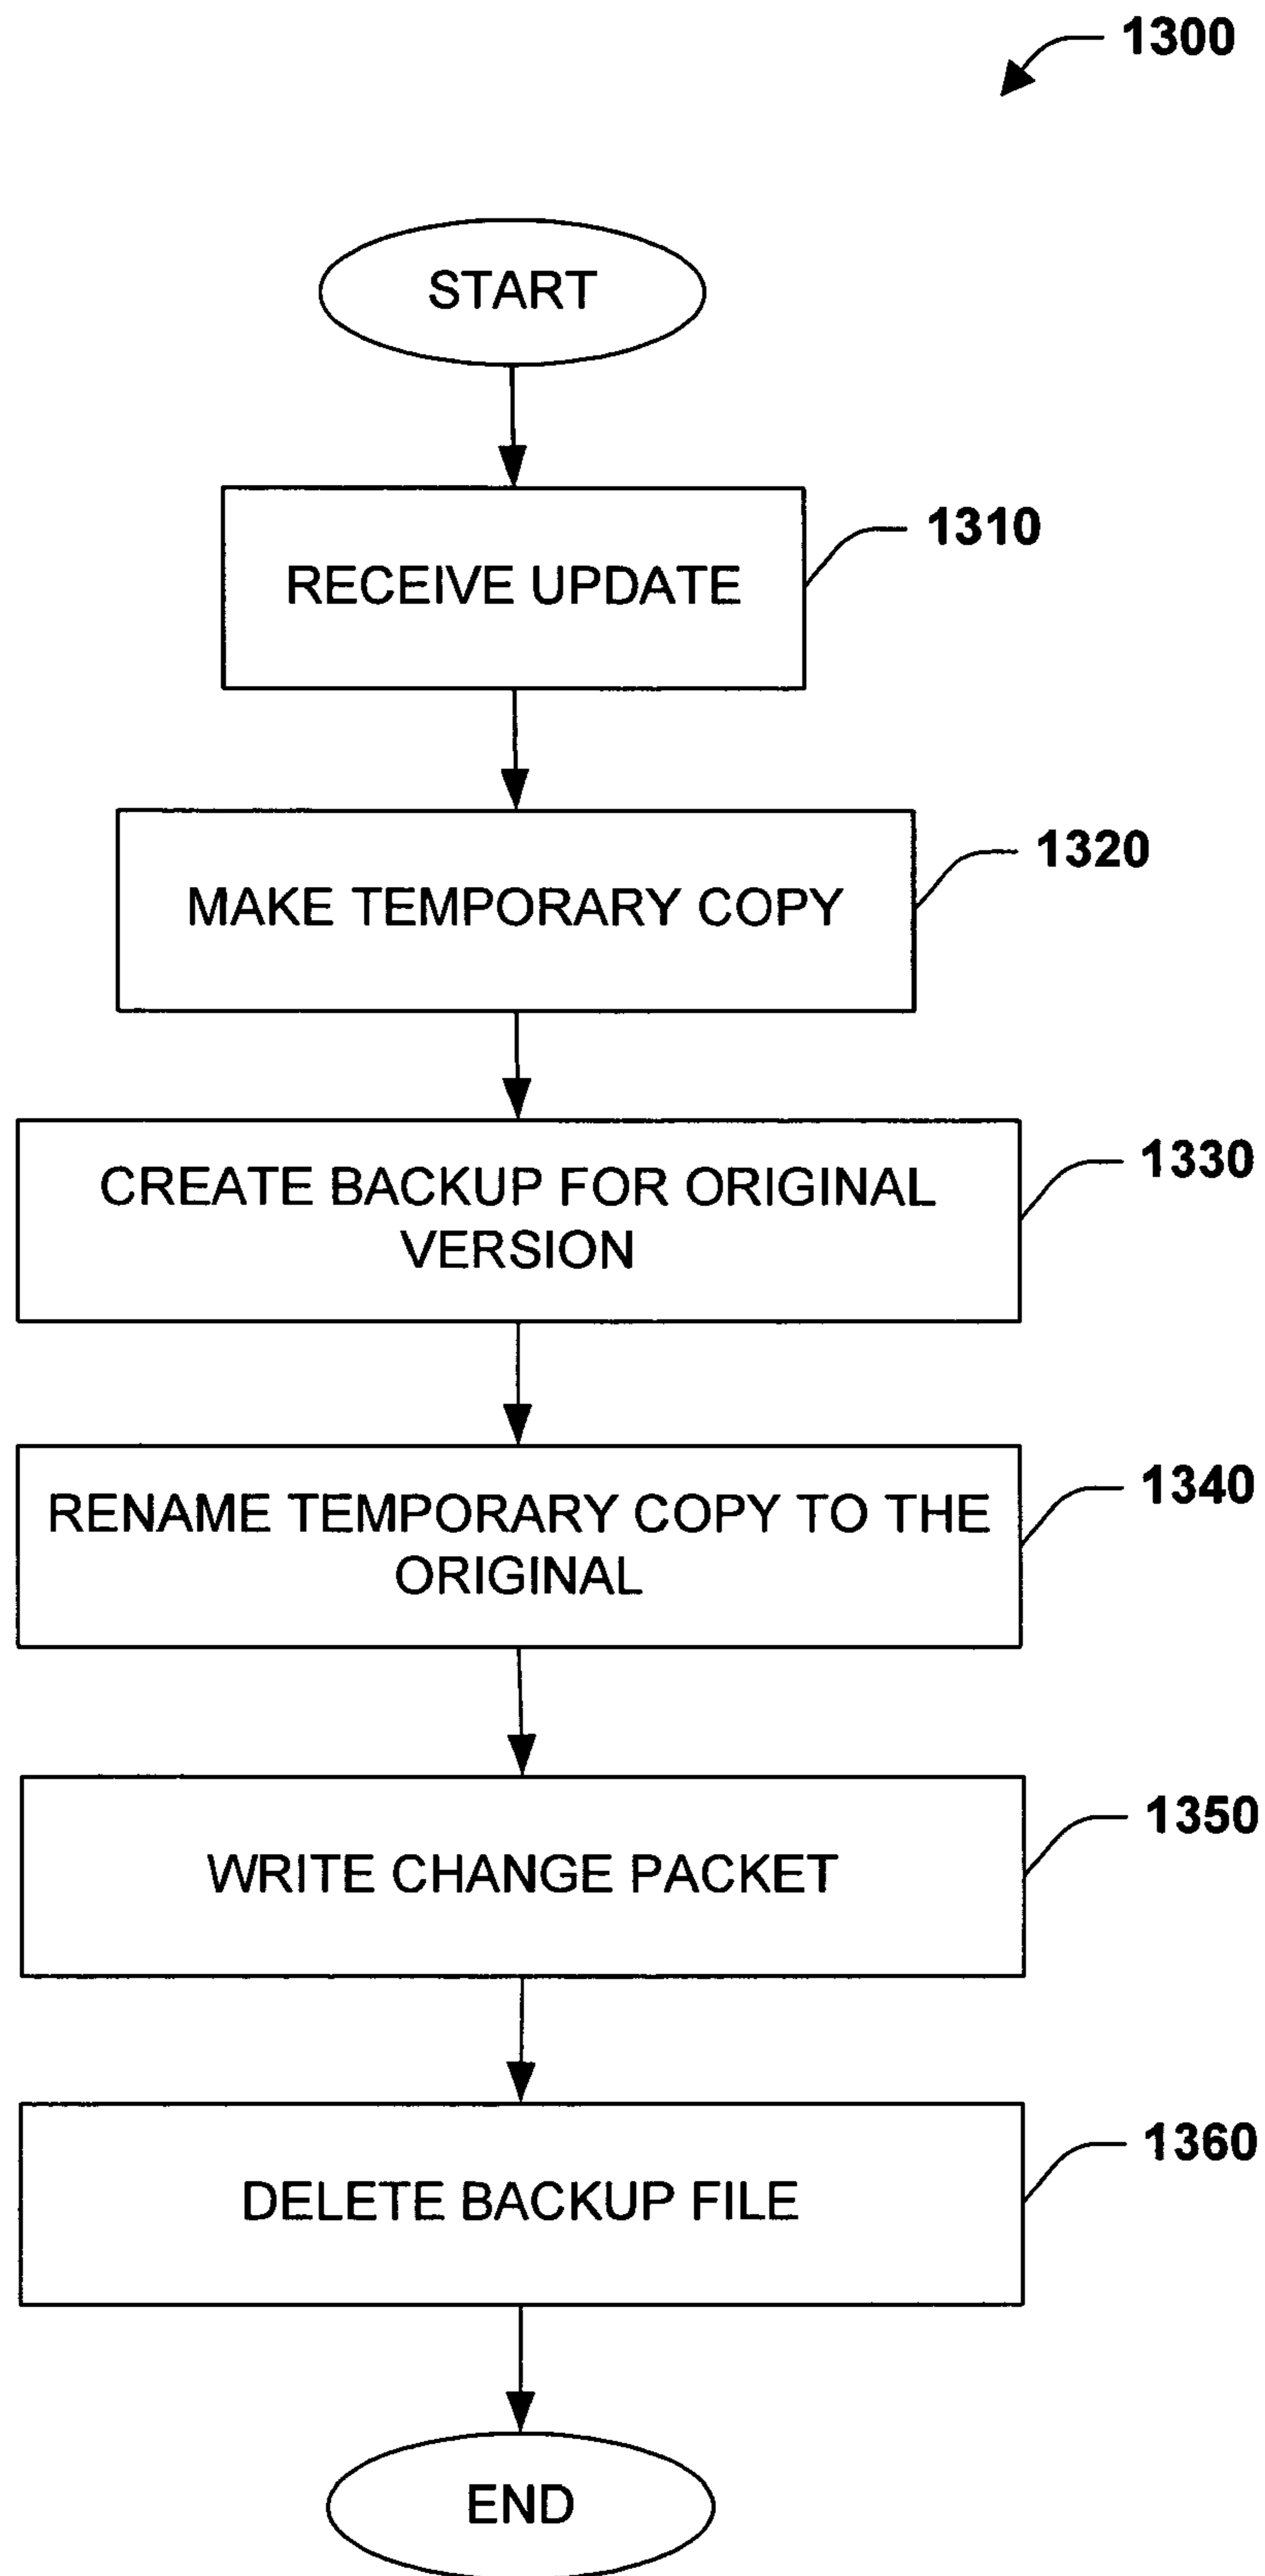 1300
START
RECEIVE UPDATE
1310
MAKE TEMPORARY COPY
1320
CREATE BACKUP FOR ORIGINAL
VERSION
1330
RENAME TEMPORARY COPY TO THE
ORIGINAL
1340
WRITE CHANGE PACKET
1350
DELETE BACKUP FILE
1360
END